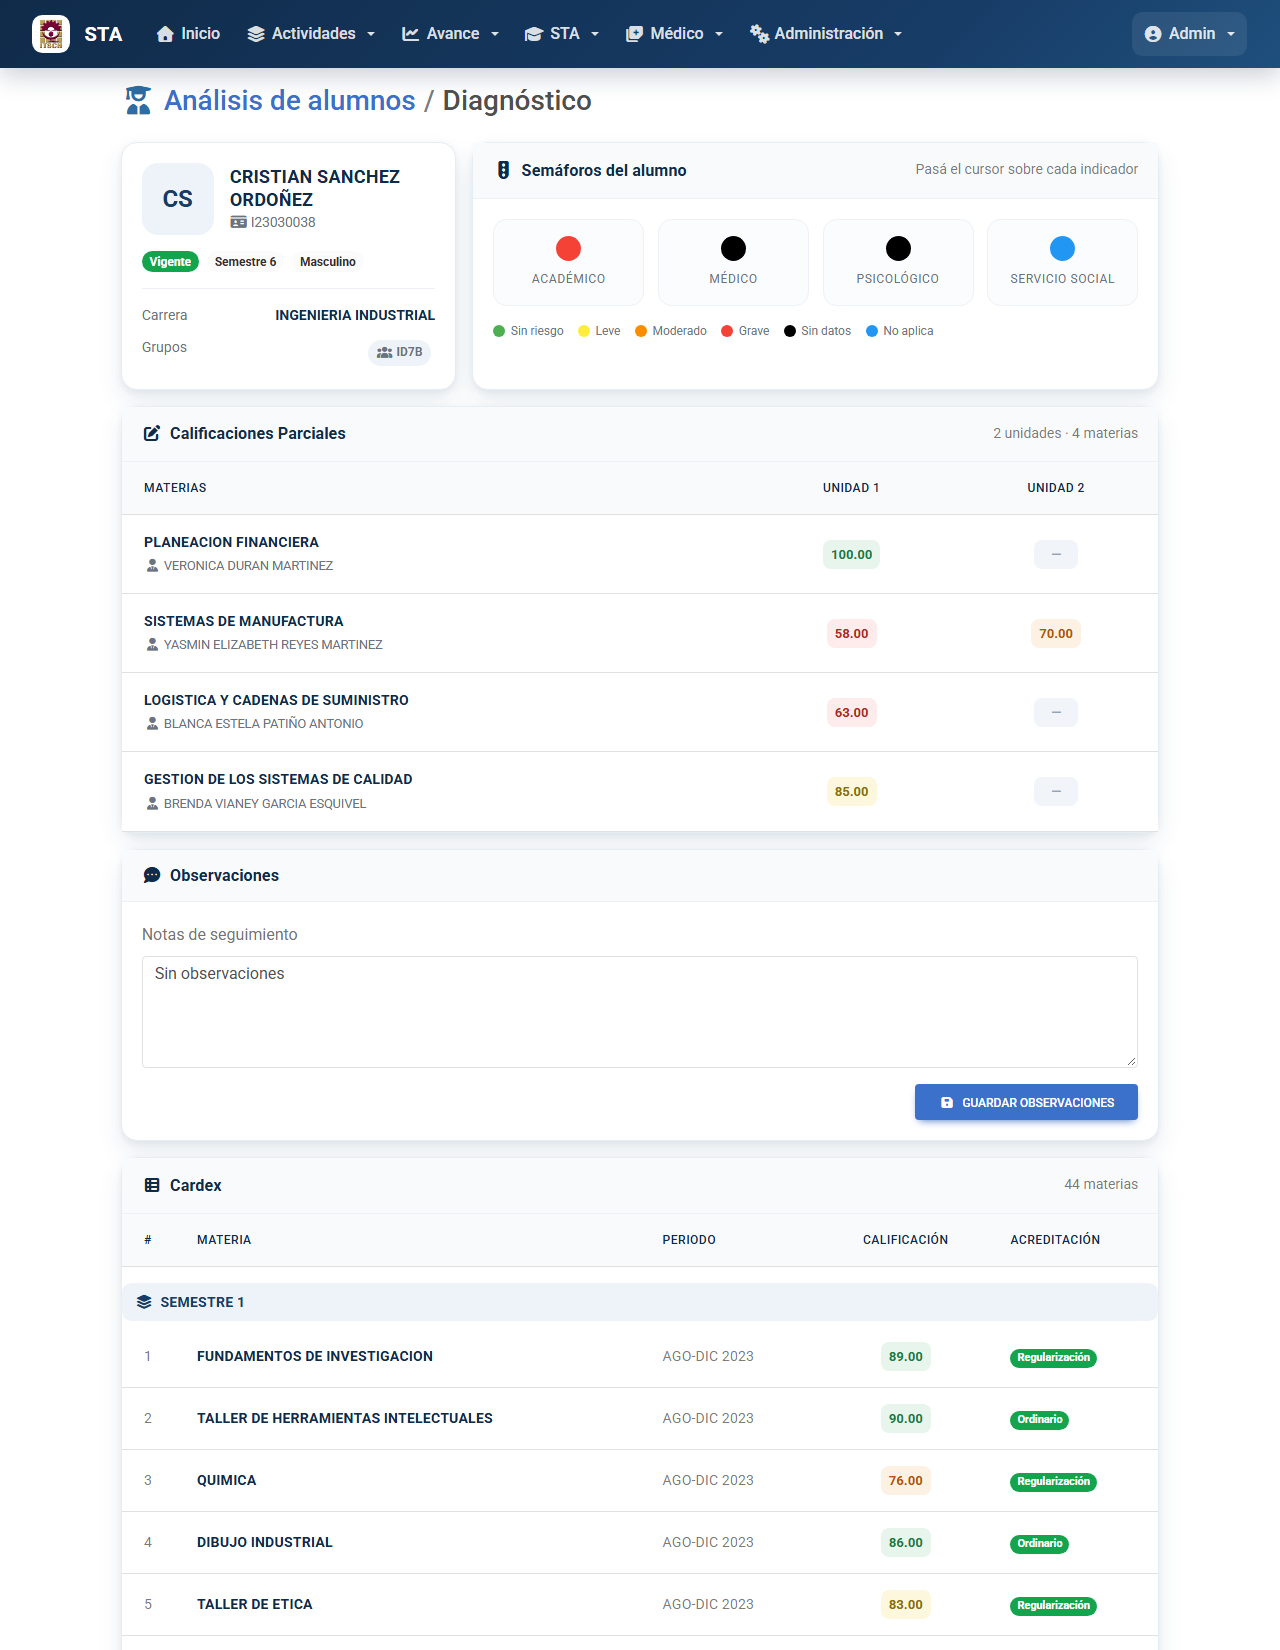 STA Inicio Actividades Avance STA Médico Administración Admin
Análisis de alumnos / Diagnóstico
CS
CRISTIAN SANCHEZ
ORDOÑEZ
I23030038
Vigente Semestre 6 Masculino
Carrera INGENIERIA INDUSTRIAL
Grupos ID7B
Semáforos del alumno Pasá el cursor sobre cada indicador
ACADÉMICO MÉDICO PSICOLÓGICO SERVICIO SOCIAL
Sin riesgo Leve Moderado Grave Sin datos No aplica
Calificaciones Parciales 2 unidades · 4 materias
MATERIAS UNIDAD 1 UNIDAD 2
PLANEACION FINANCIERA
VERONICA DURAN MARTINEZ
100.00 —
SISTEMAS DE MANUFACTURA
YASMIN ELIZABETH REYES MARTINEZ
58.00 70.00
LOGISTICA Y CADENAS DE SUMINISTRO
BLANCA ESTELA PATIÑO ANTONIO
63.00 —
GESTION DE LOS SISTEMAS DE CALIDAD
BRENDA VIANEY GARCIA ESQUIVEL
85.00 —
Observaciones
Notas de seguimiento
Sin observaciones
GUARDAR OBSERVACIONES
Cardex 44 materias
# MATERIA PERIODO CALIFICACIÓN ACREDITACIÓN
SEMESTRE 1
1 FUNDAMENTOS DE INVESTIGACION AGO-DIC 2023 89.00 Regularización
2 TALLER DE HERRAMIENTAS INTELECTUALES AGO-DIC 2023 90.00 Ordinario
3 QUIMICA AGO-DIC 2023 76.00 Regularización
4 DIBUJO INDUSTRIAL AGO-DIC 2023 86.00 Ordinario
5 TALLER DE ETICA AGO-DIC 2023 83.00 Regularización